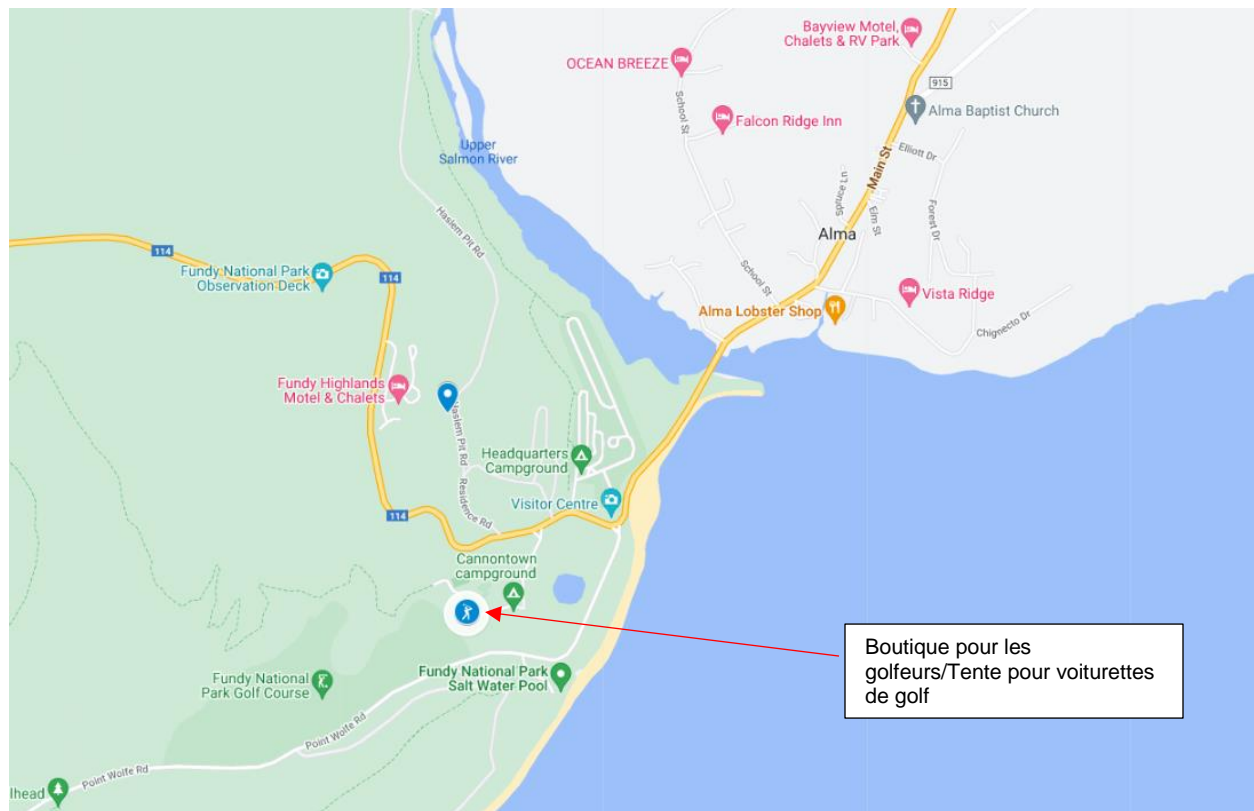 Bayview Motel,
Chalets & RV Park
OCEAN BREEZE
915
Alma Baptist Church
School St
Falcon Ridge Inn
Upper
Salmon River
Main St
Elliott Dr
Spruce Ln
Elm St
Forest Dr
Haslem Pit Rd
Alma
114
Fundy National Park
Observation Deck
114
School St
Vista Ridge
Alma Lobster Shop
Chignecto Dr
Fundy Highlands
Motel & Chalets
Haslem Pit Rd
Headquarters
Campground
Residence Rd
Visitor Centre
114
Cannontown
campground
Boutique pour les
golfeurs/Tente pour voiturettes
de golf
Fundy National Park
Salt Water Pool
Fundy National
Park Golf Course
Point Wolfe Rd
Point Wolfe Rd
lhead